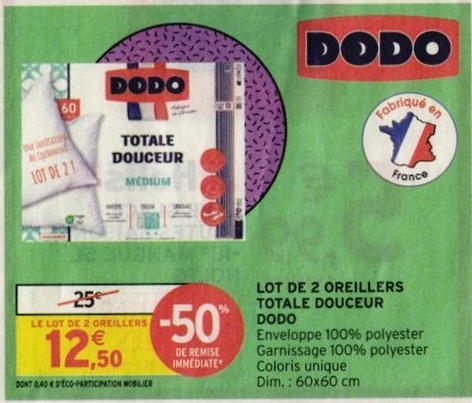 DODO
Fabriqué en
France
DODO
60
LOT DE 2 !
TOTALE
DOUCEUR
MÉDIUM
25€
LE LOT DE 2 OREILLERS
12€,50
-50%
DE REMISE
IMMÉDIATE*
DONT 0,40 € D'ÉCO-PARTICIPATION MOBILIER
LOT DE 2 OREILLERS
TOTALE DOUCEUR
DODO
Enveloppe 100% polyester
Garnissage 100% polyester
Coloris unique
Dim. : 60x60 cm